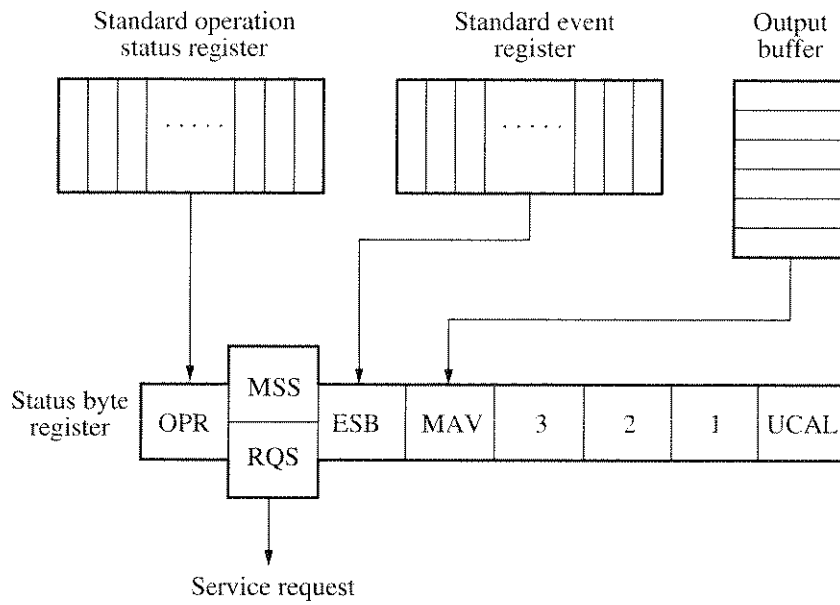 Standard operation
status register
Standard event
register
Output
buffer
. . . . .
. . . . .
Status byte
register
OPR
MSS
RQS
ESB
MAV
3
2
1
UCAL
Service request